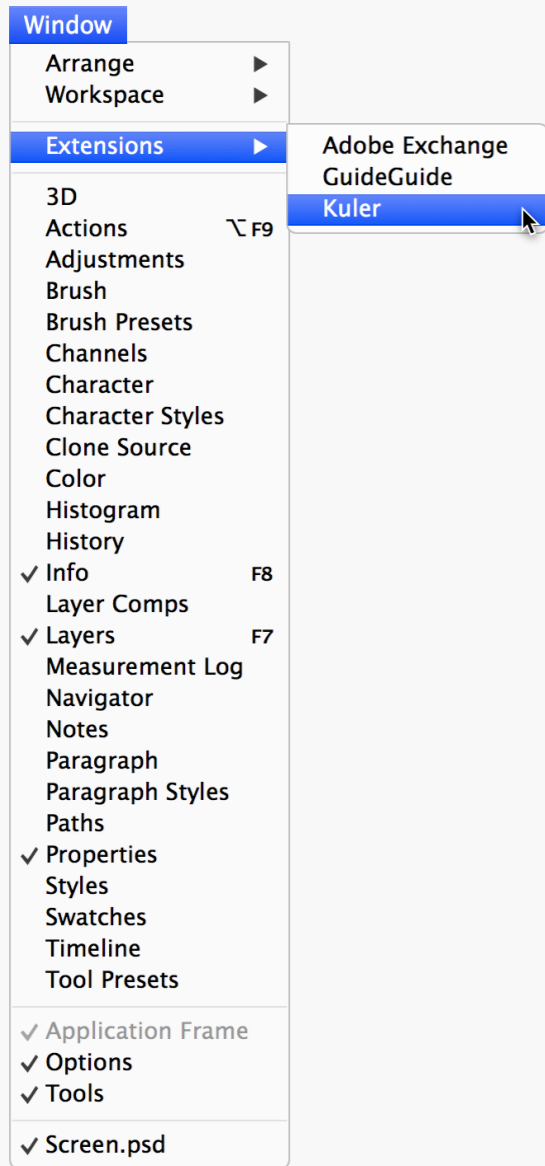 Window
Arrange
Workspace
Extensions
Adobe Exchange
GuideGuide
Kuler
3D
Actions ⌥ F9
Adjustments
Brush
Brush Presets
Channels
Character
Character Styles
Clone Source
Color
Histogram
History
Info F8
Layer Comps
Layers F7
Measurement Log
Navigator
Notes
Paragraph
Paragraph Styles
Paths
Properties
Styles
Swatches
Timeline
Tool Presets
Application Frame
Options
Tools
Screen.psd